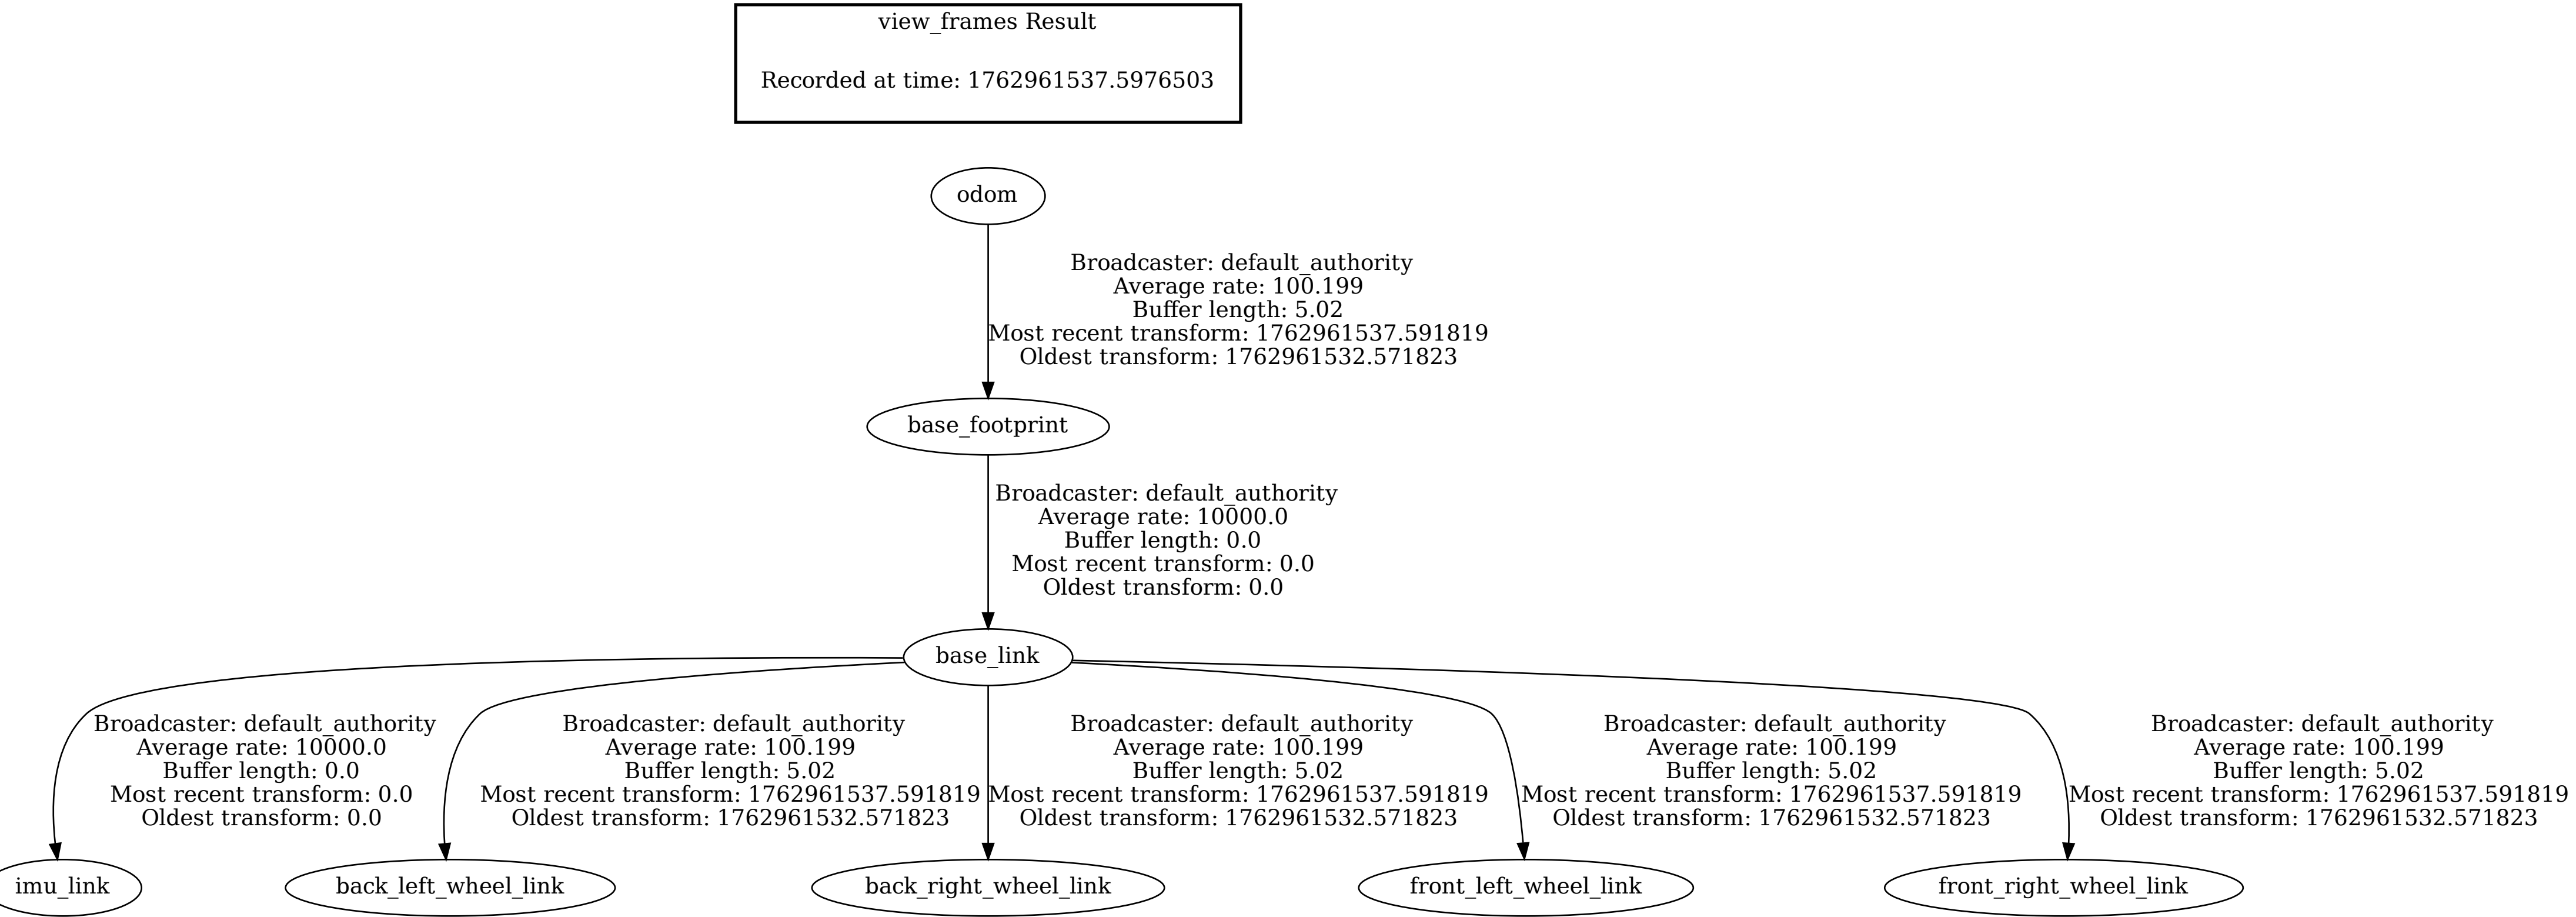 view_frames Result
Recorded at time: 1762961537.5976503
odom
Broadcaster: default_authority
Average rate: 100.199
Buffer length: 5.02
Most recent transform: 1762961537.591819
Oldest transform: 1762961532.571823
base_footprint
Broadcaster: default_authority
Average rate: 10000.0
Buffer length: 0.0
Most recent transform: 0.0
Oldest transform: 0.0
base_link
Broadcaster: default_authority
Average rate: 10000.0
Buffer length: 0.0
Most recent transform: 0.0
Oldest transform: 0.0
Broadcaster: default_authority
Average rate: 100.199
Buffer length: 5.02
Most recent transform: 1762961537.591819
Oldest transform: 1762961532.571823
Broadcaster: default_authority
Average rate: 100.199
Buffer length: 5.02
Most recent transform: 1762961537.591819
Oldest transform: 1762961532.571823
Broadcaster: default_authority
Average rate: 100.199
Buffer length: 5.02
Most recent transform: 1762961537.591819
Oldest transform: 1762961532.571823
Broadcaster: default_authority
Average rate: 100.199
Buffer length: 5.02
Most recent transform: 1762961537.591819
Oldest transform: 1762961532.571823
imu_link
back_left_wheel_link
back_right_wheel_link
front_left_wheel_link
front_right_wheel_link